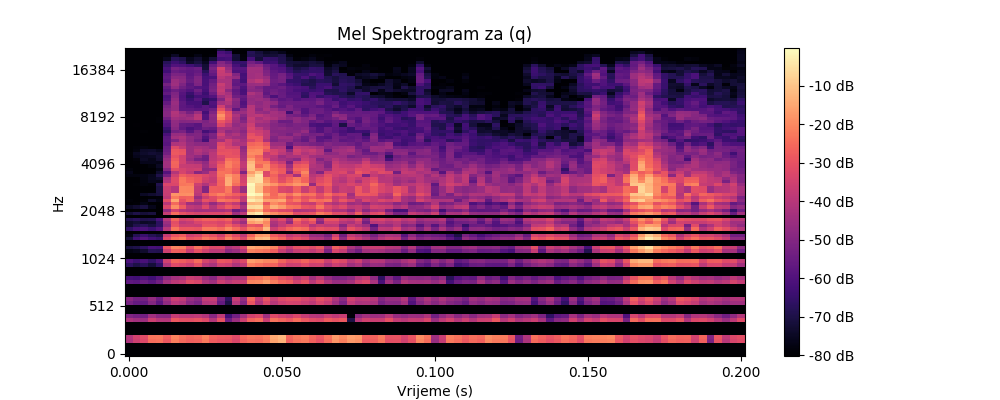 Mel Spektrogram za (q)
Hz
16384
8192
4096
2048
1024
512
0
0.000 0.050 0.100 0.150 0.200
Vrijeme (s)
-10 dB
-20 dB
-30 dB
-40 dB
-50 dB
-60 dB
-70 dB
-80 dB